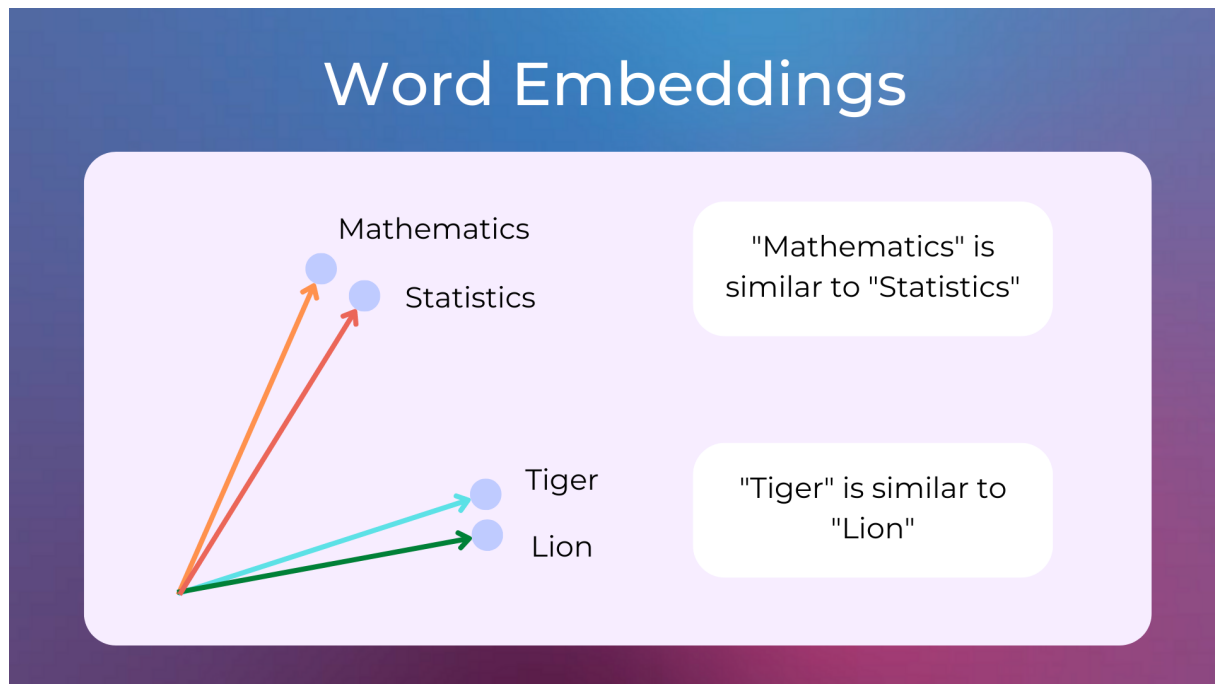 Word Embeddings
Mathematics
Statistics
"Mathematics" is
similar to "Statistics"
Tiger
Lion
"Tiger" is similar to
"Lion"